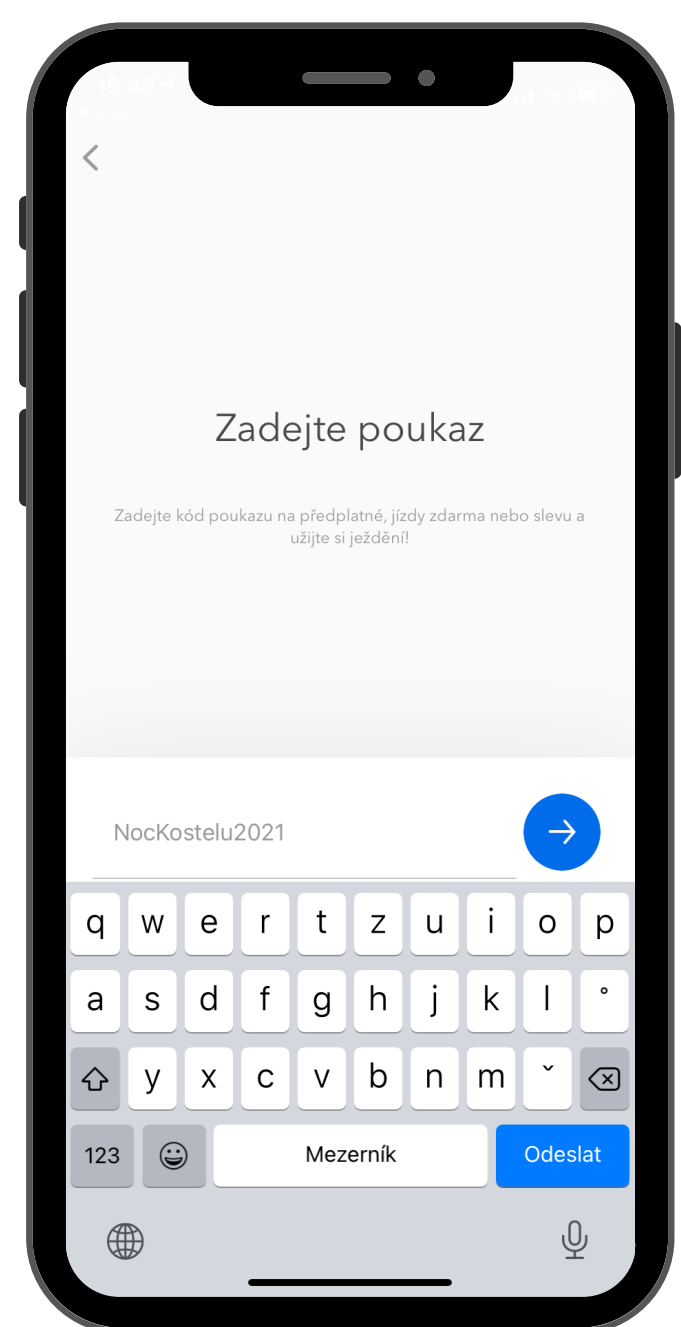 Zadejte poukaz
Zadejte kód poukazu na předplatné, jízdy zdarma nebo slevu a
užijte si ježdění!
NocKostelu2021
q w e r t z u i o p
a s d f g h j k l °
y x c v b n m ˇ
123 Mezerník Odeslat